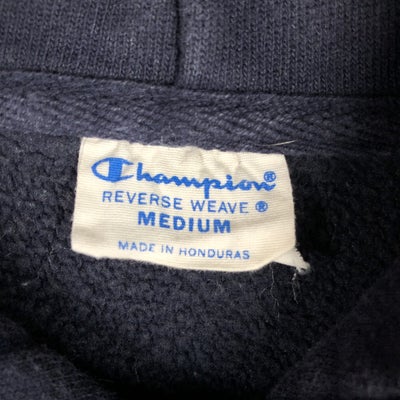 Champion®
REVERSE WEAVE ®
MEDIUM
MADE IN HONDURAS